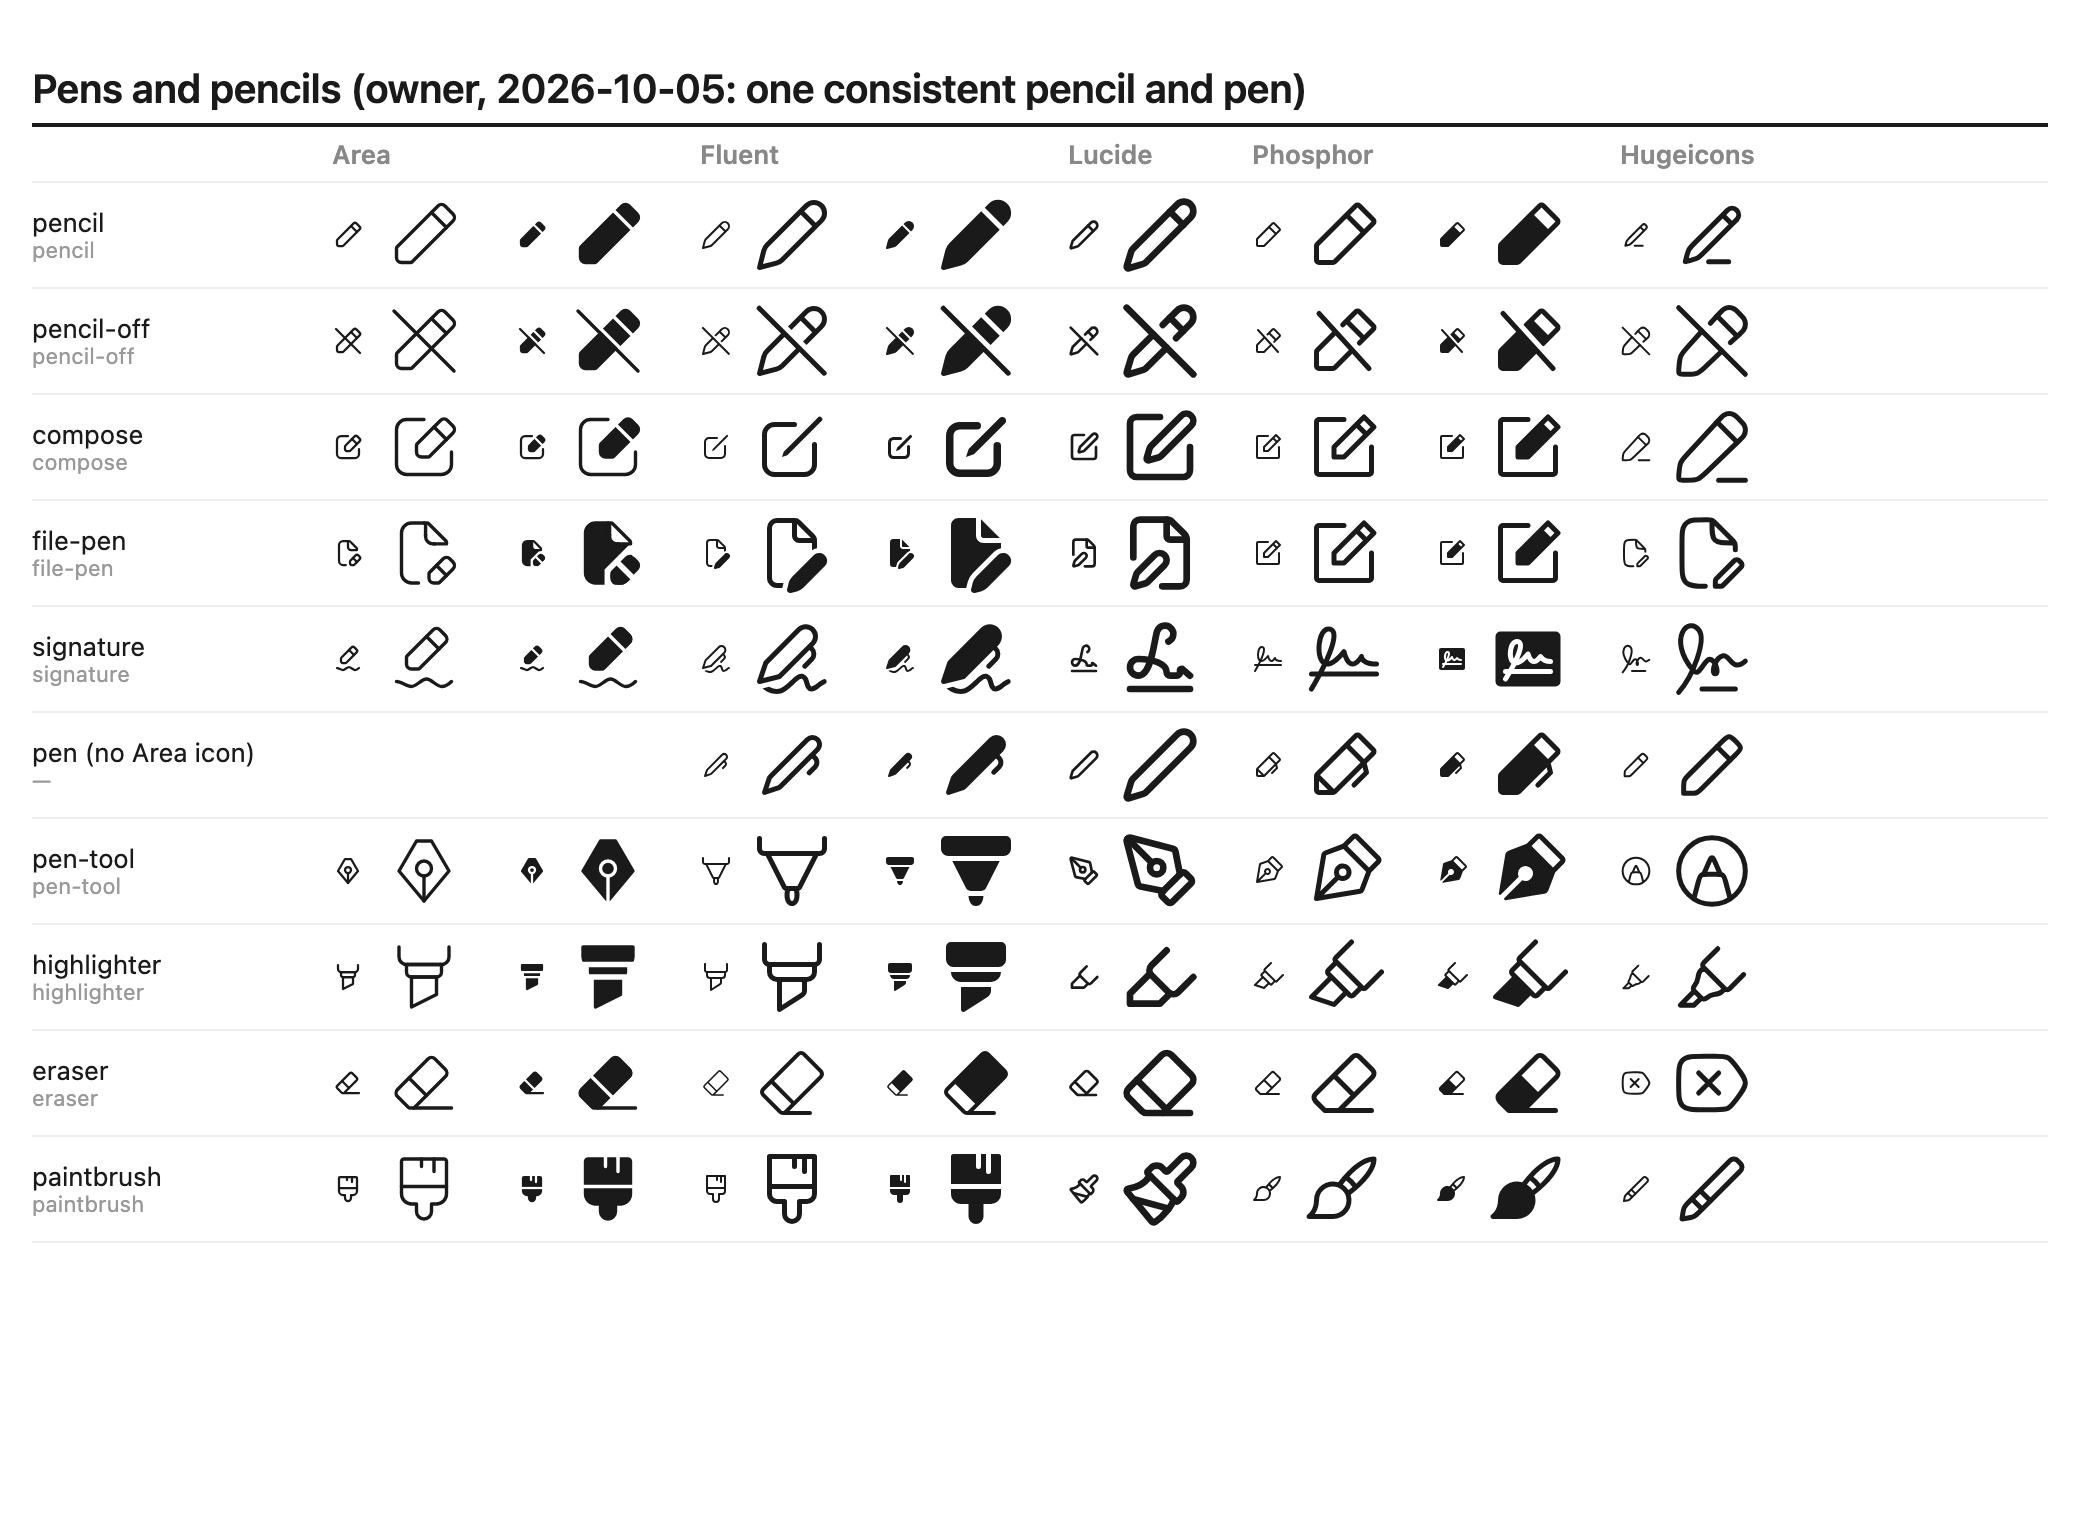 Pens and pencils (owner, 2026-10-05: one consistent pencil and pen)
Area Fluent Lucide Phosphor Hugeicons
pencil
pencil
pencil-off
pencil-off
compose
compose
file-pen
file-pen
signature
signature
pen (no Area icon)
—
pen-tool
pen-tool
highlighter
highlighter
eraser
eraser
paintbrush
paintbrush